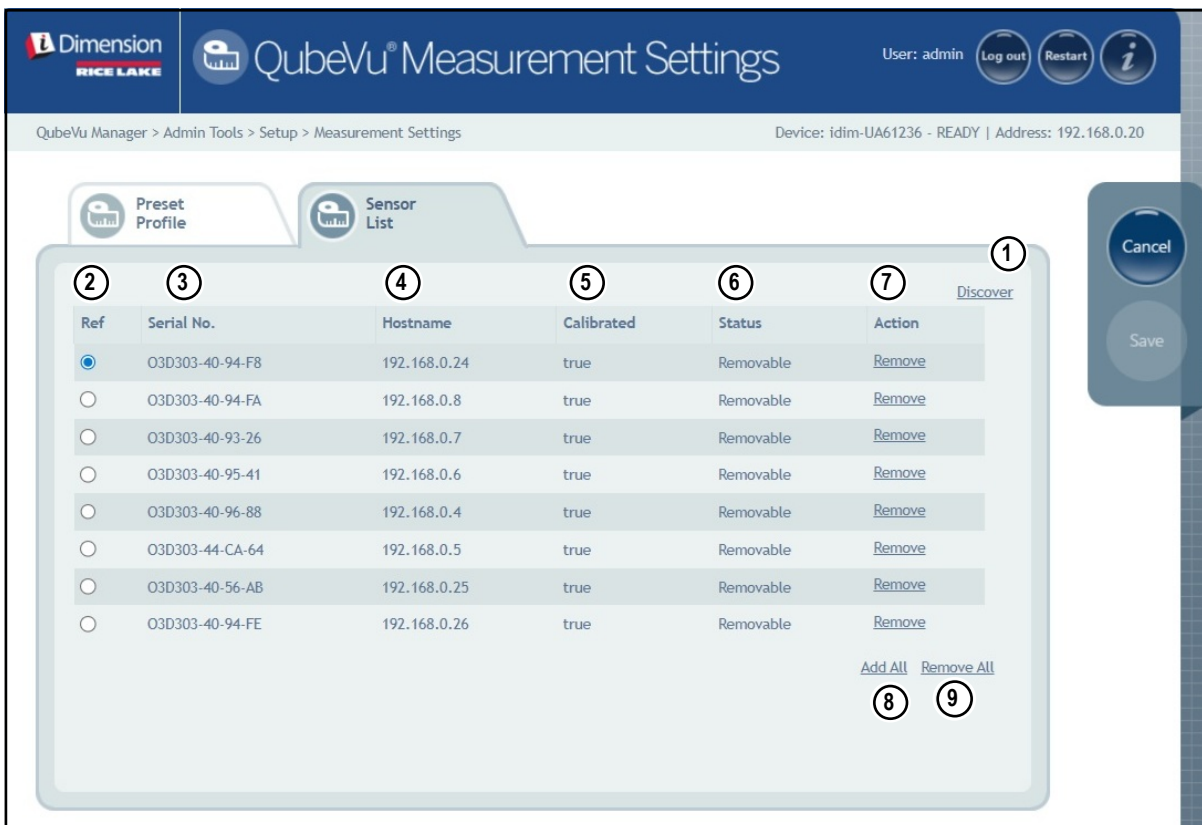 i Dimension
RICE LAKE
QubeVu® Measurement Settings
User: admin
Log out
Restart
i
QubeVu Manager > Admin Tools > Setup > Measurement Settings
Device: idim-UA61236 - READY | Address: 192.168.0.20
Preset
Profile
Sensor
List
Cancel
Save
1
2 3 4 5 6 7
Discover
Ref Serial No. Hostname Calibrated Status Action
O3D303-40-94-F8 192.168.0.24 true Removable Remove
O3D303-40-94-FA 192.168.0.8 true Removable Remove
O3D303-40-93-26 192.168.0.7 true Removable Remove
O3D303-40-95-41 192.168.0.6 true Removable Remove
O3D303-40-96-88 192.168.0.4 true Removable Remove
O3D303-44-CA-64 192.168.0.5 true Removable Remove
O3D303-40-56-AB 192.168.0.25 true Removable Remove
O3D303-40-94-FE 192.168.0.26 true Removable Remove
Add All Remove All
8 9